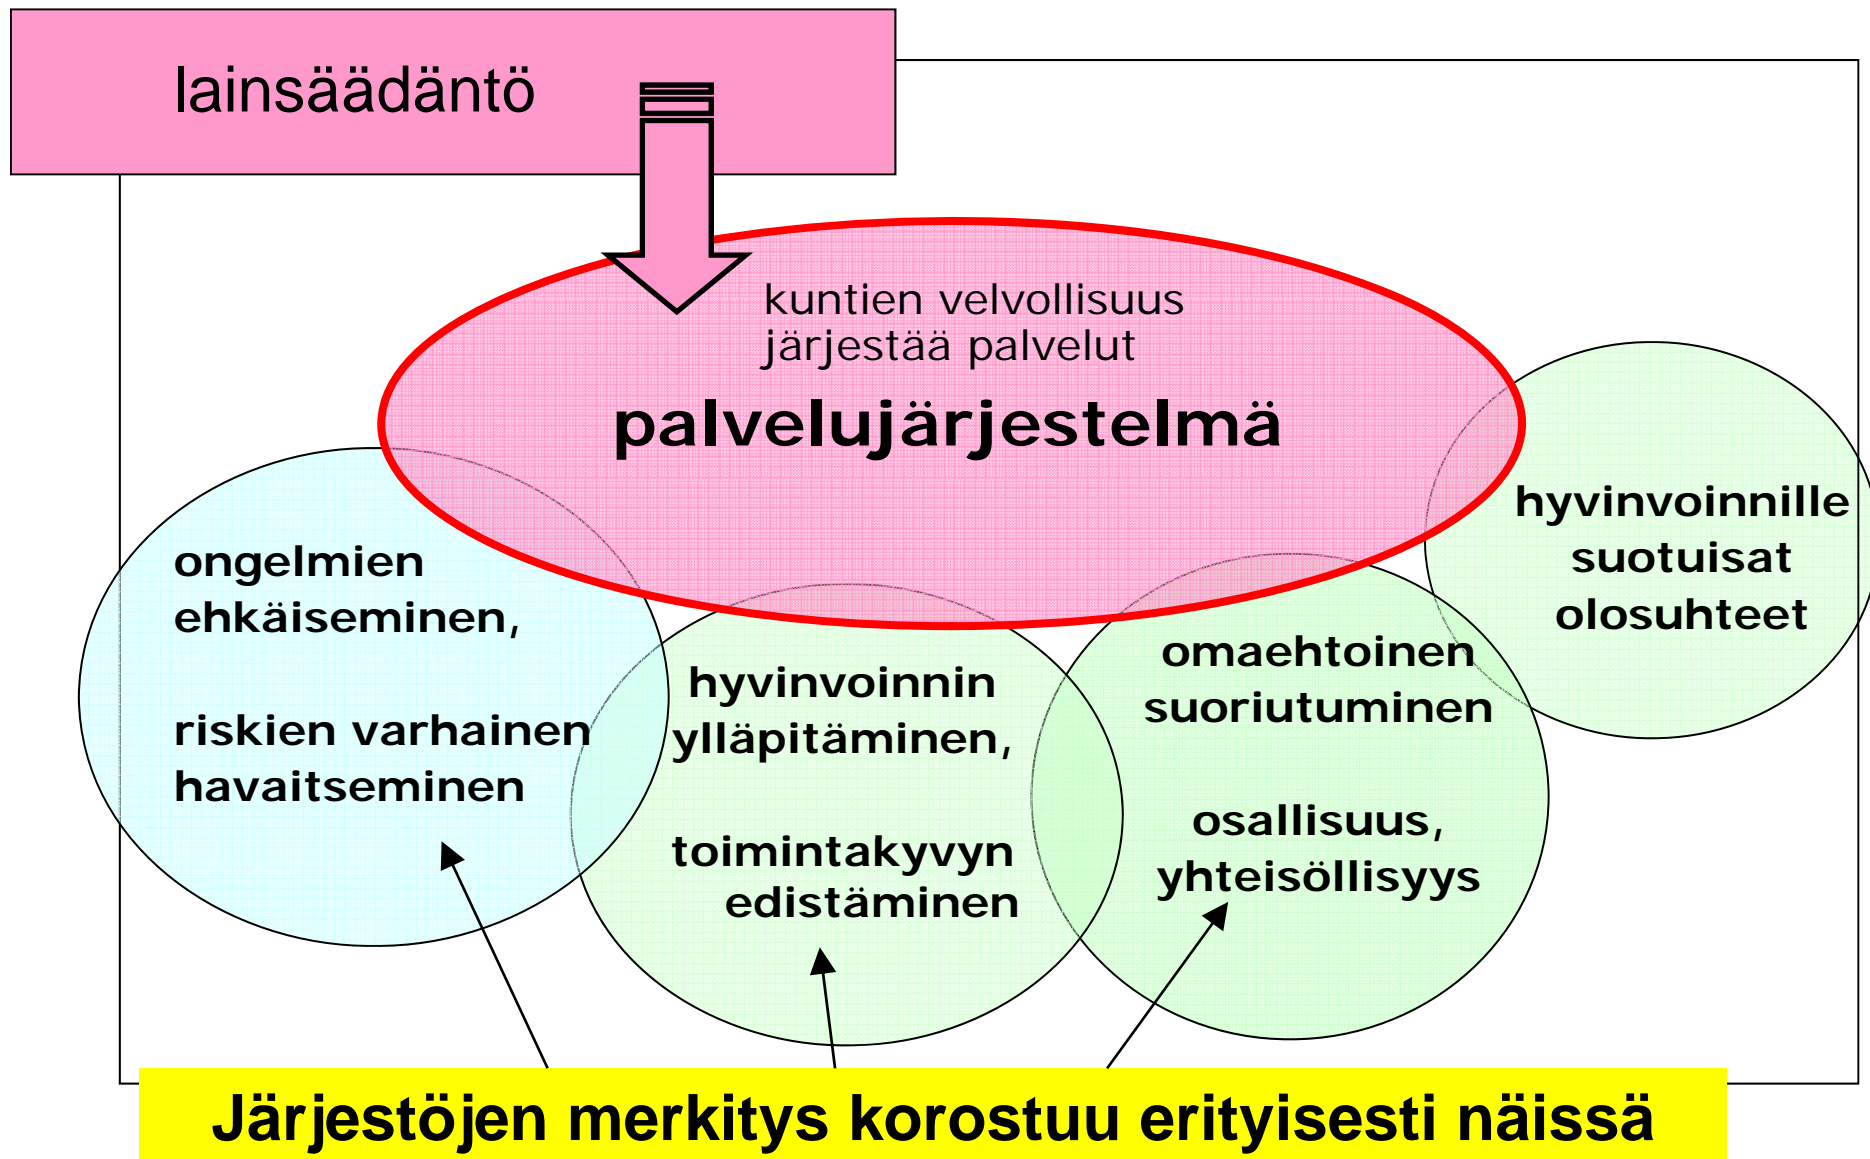 lainsäädäntö
kuntien velvollisuus
järjestää palvelut
palvelujärjestelmä
ongelmien
ehkäiseminen,
riskien varhainen
havaitseminen
hyvinvoinnin
ylläpitäminen,
toimintakyvyn
edistäminen
omaehtoinen
suoriutuminen
osallisuus,
yhteisöllisyys
hyvinvoinnille
suotuisat
olosuhteet
Järjestöjen merkitys korostuu erityisesti näissä